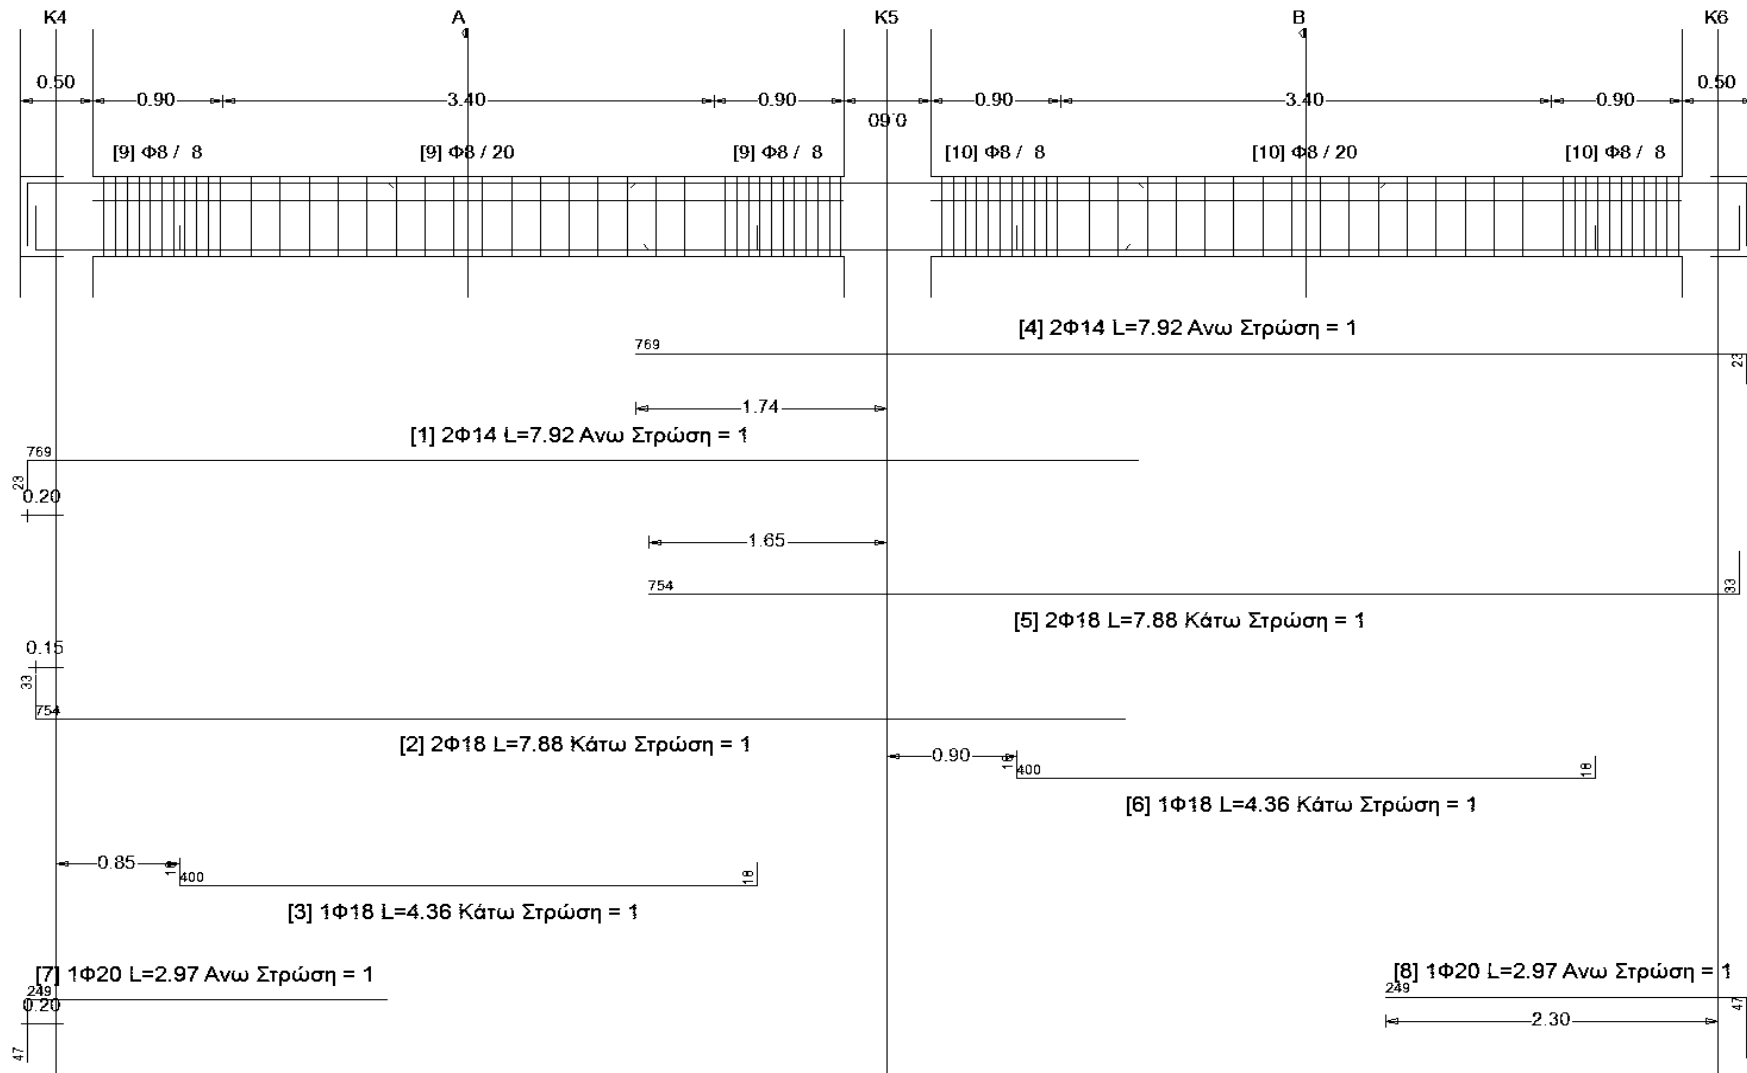 K4 A K5 B K6
0.50 0.90 3.40 0.90 0.60 0.90 3.40 0.90 0.50
[9] Φ8 / 8 [9] Φ8 / 20 [9] Φ8 / 8 [10] Φ8 / 8 [10] Φ8 / 20 [10] Φ8 / 8
[4] 2Φ14 L=7.92 Ανω Στρώση = 1
769 23
1.74
[1] 2Φ14 L=7.92 Ανω Στρώση = 1
769
23
0.20
1.65
754 33
[5] 2Φ18 L=7.88 Κάτω Στρώση = 1
0.15
33
754
[2] 2Φ18 L=7.88 Κάτω Στρώση = 1
0.90 18 400 18
[6] 1Φ18 L=4.36 Κάτω Στρώση = 1
0.85 18 400 18
[3] 1Φ18 L=4.36 Κάτω Στρώση = 1
[7] 1Φ20 L=2.97 Ανω Στρώση = 1 [8] 1Φ20 L=2.97 Ανω Στρώση = 1
249 249
0.20 47
2.30
47